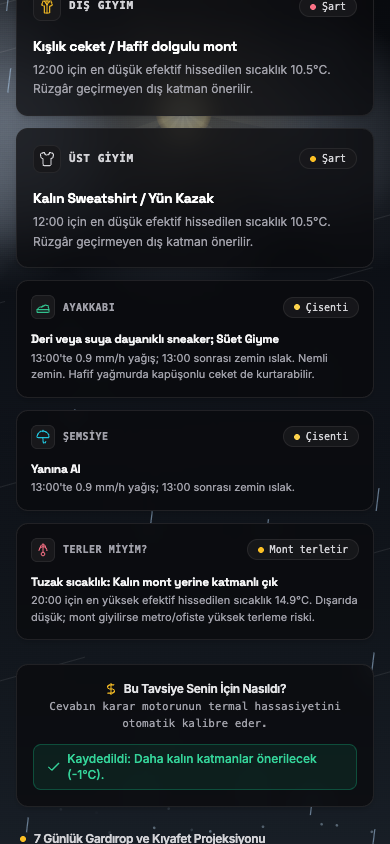 DIŞ GİYİM
Şart
Kışlık ceket / Hafif dolgulu mont
12:00 için en düşük efektif hissedilen sıcaklık 10.5°C.
Rüzgâr geçirmeyen dış katman önerilir.
ÜST GİYİM
Şart
Kalın Sweatshirt / Yün Kazak
12:00 için en düşük efektif hissedilen sıcaklık 10.5°C.
Rüzgâr geçirmeyen dış katman önerilir.
AYAKKABI
Çisenti
Deri veya suya dayanıklı sneaker; Süet Giyme
13:00'te 0.9 mm/h yağış; 13:00 sonrası zemin ıslak. Nemli
zemin. Hafif yağmurda kapüşonlu ceket de kurtarabilir.
ŞEMSİYE
Çisenti
Yanına Al
13:00'te 0.9 mm/h yağış; 13:00 sonrası zemin ıslak.
TERLER MİYİM?
Mont terletir
Tuzak sıcaklık: Kalın mont yerine katmanlı çık
20:00 için en yüksek efektif hissedilen sıcaklık 14.9°C. Dışarıda
düşük; mont giyilirse metro/ofiste yüksek terleme riski.
Bu Tavsiye Senin İçin Nasıldı?
Cevabın karar motorunun termal hassasiyetini
otomatik kalibre eder.
Kaydedildi: Daha kalın katmanlar önerilecek
(-1°C).
7 Günlük Gardırop ve Kıyafet Projeksiyonu